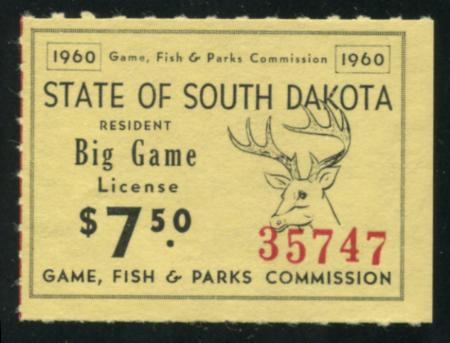 1960 Game, Fish & Parks Commission 1960
STATE OF SOUTH DAKOTA
RESIDENT
Big Game
License
$7.50
35747
GAME, FISH & PARKS COMMISSION